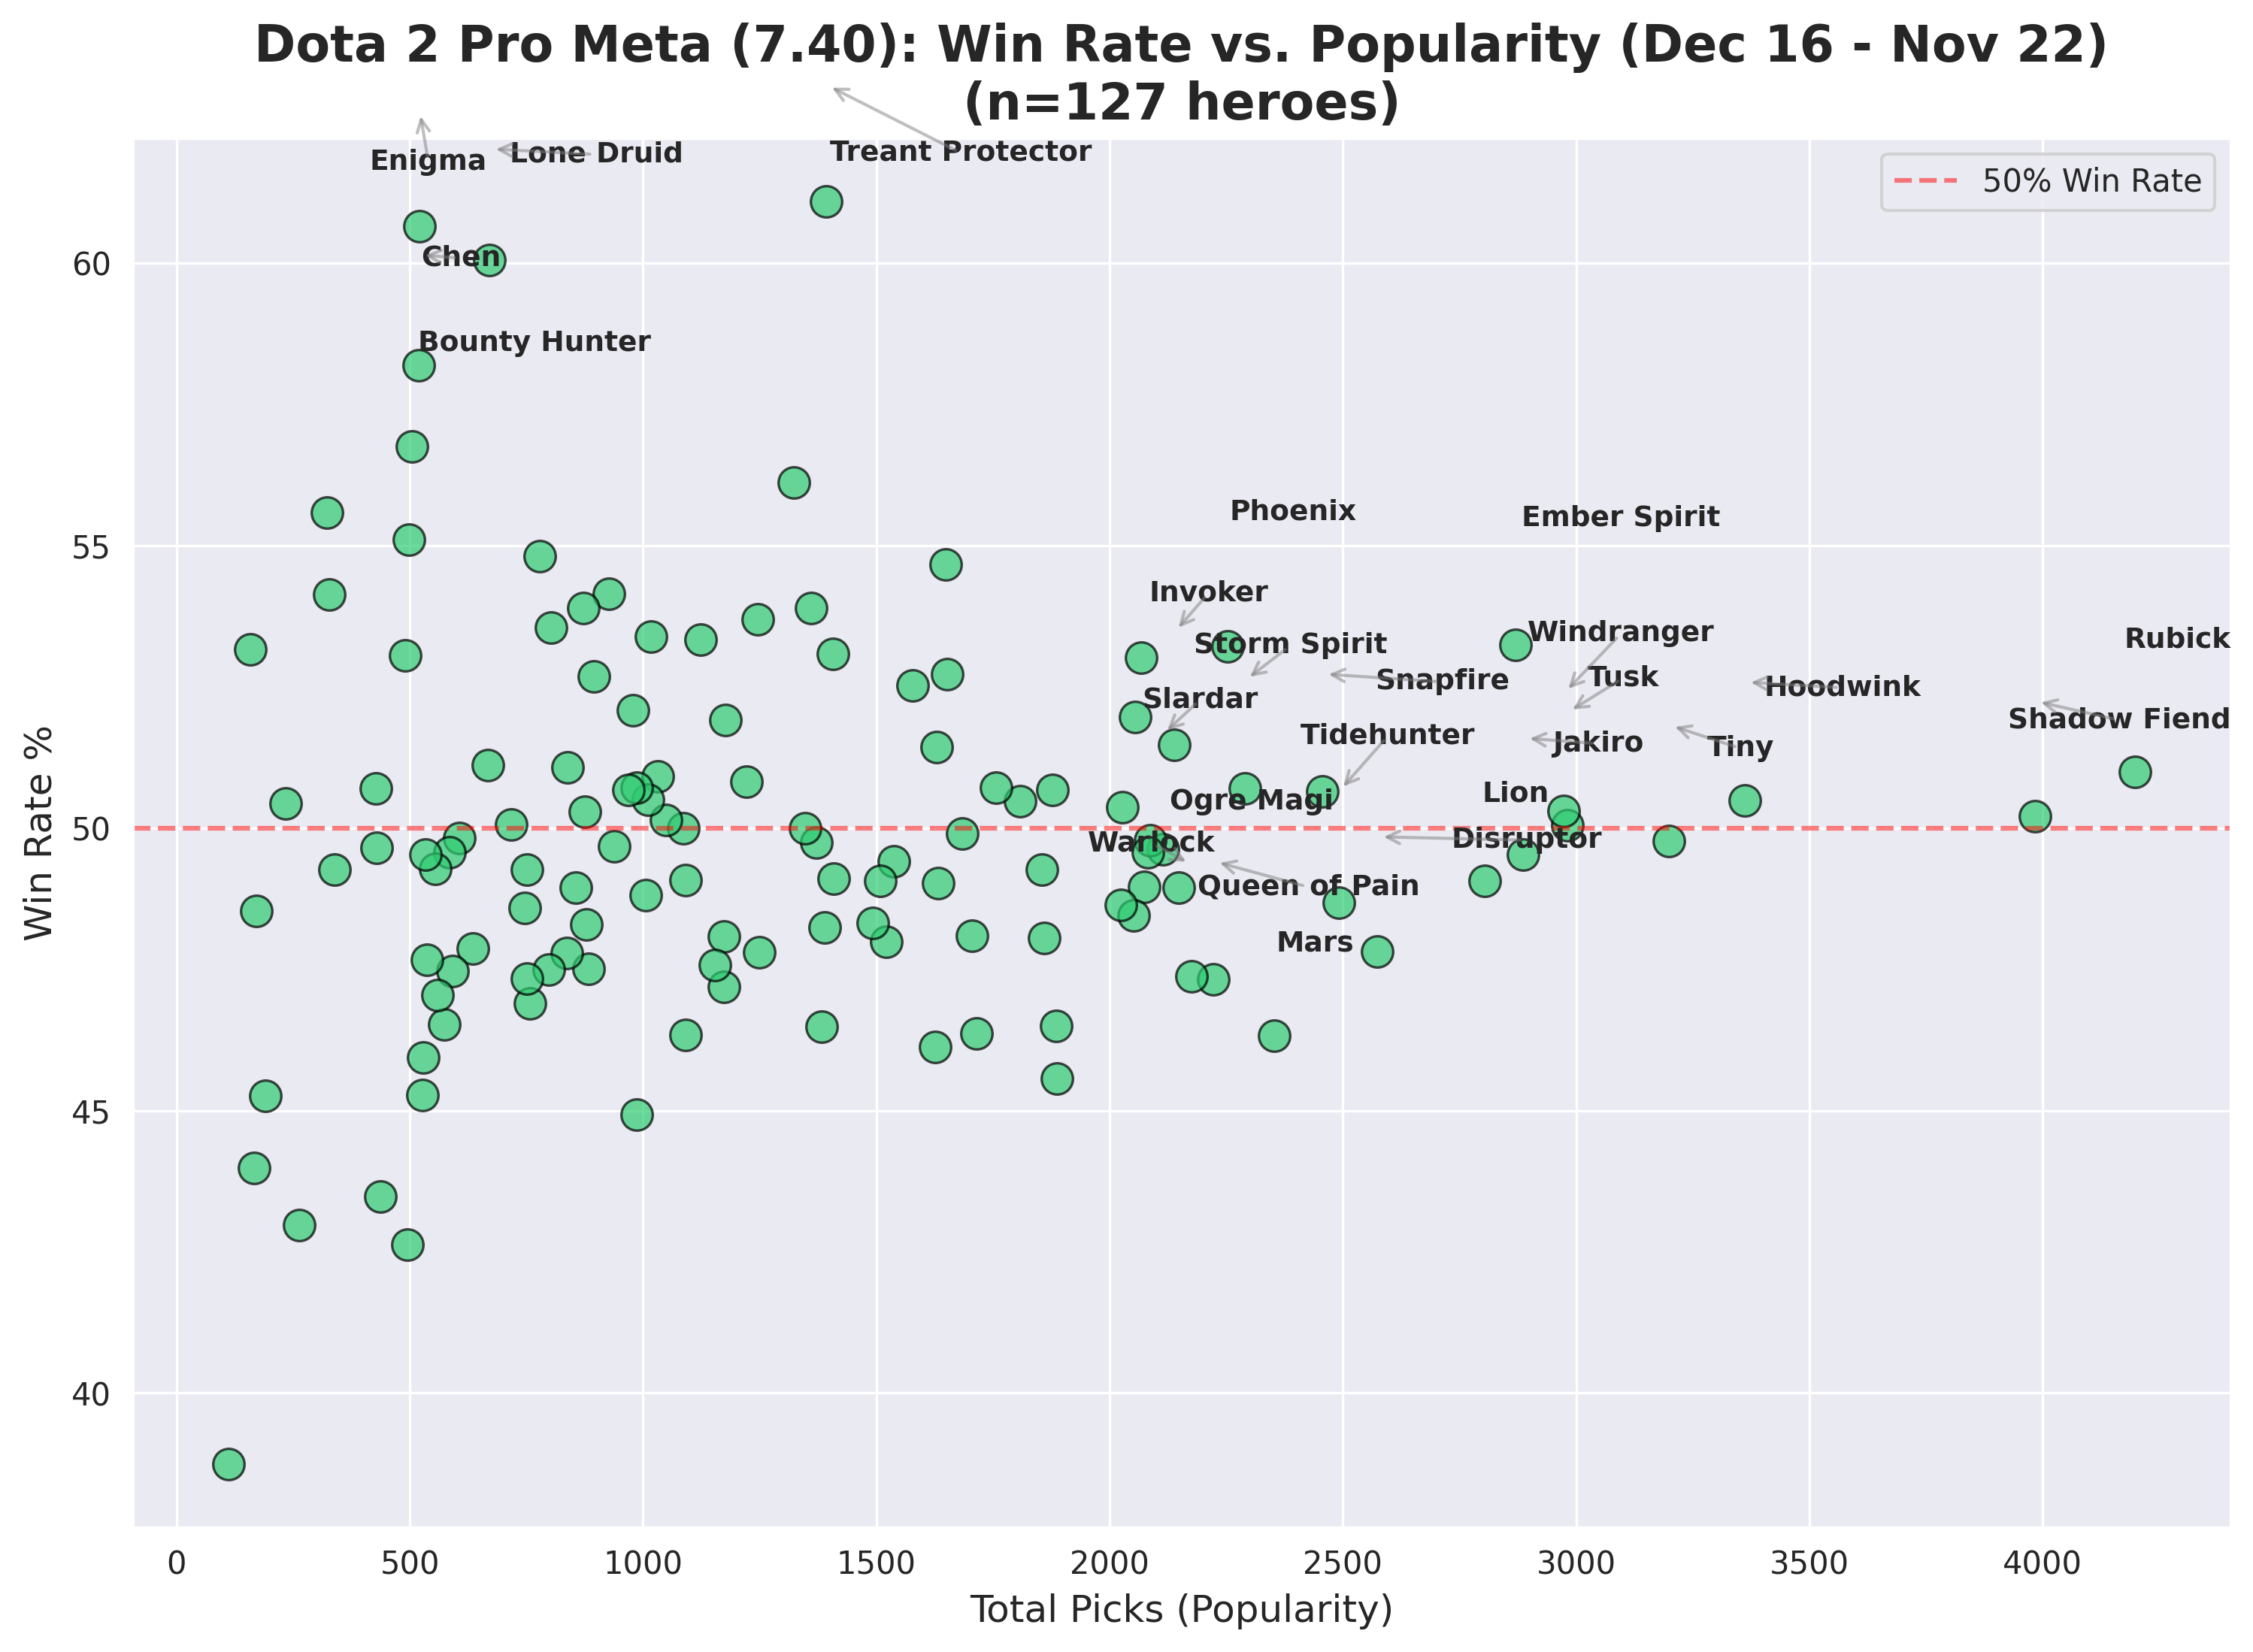 Dota 2 Pro Meta (7.40): Win Rate vs. Popularity (Dec 16 - Nov 22)
(n=127 heroes)
Enigma
Lone Druid
Treant Protector
50% Win Rate
Chen
Bounty Hunter
Phoenix
Ember Spirit
Invoker
Storm Spirit
Windranger
Rubick
Snapfire
Tusk
Hoodwink
Slardar
Shadow Fiend
Tidehunter
Jakiro
Tiny
Ogre Magi
Lion
Warlock
Disruptor
Queen of Pain
Mars
60
55
50
45
40
Win Rate %
0 500 1000 1500 2000 2500 3000 3500 4000
Total Picks (Popularity)